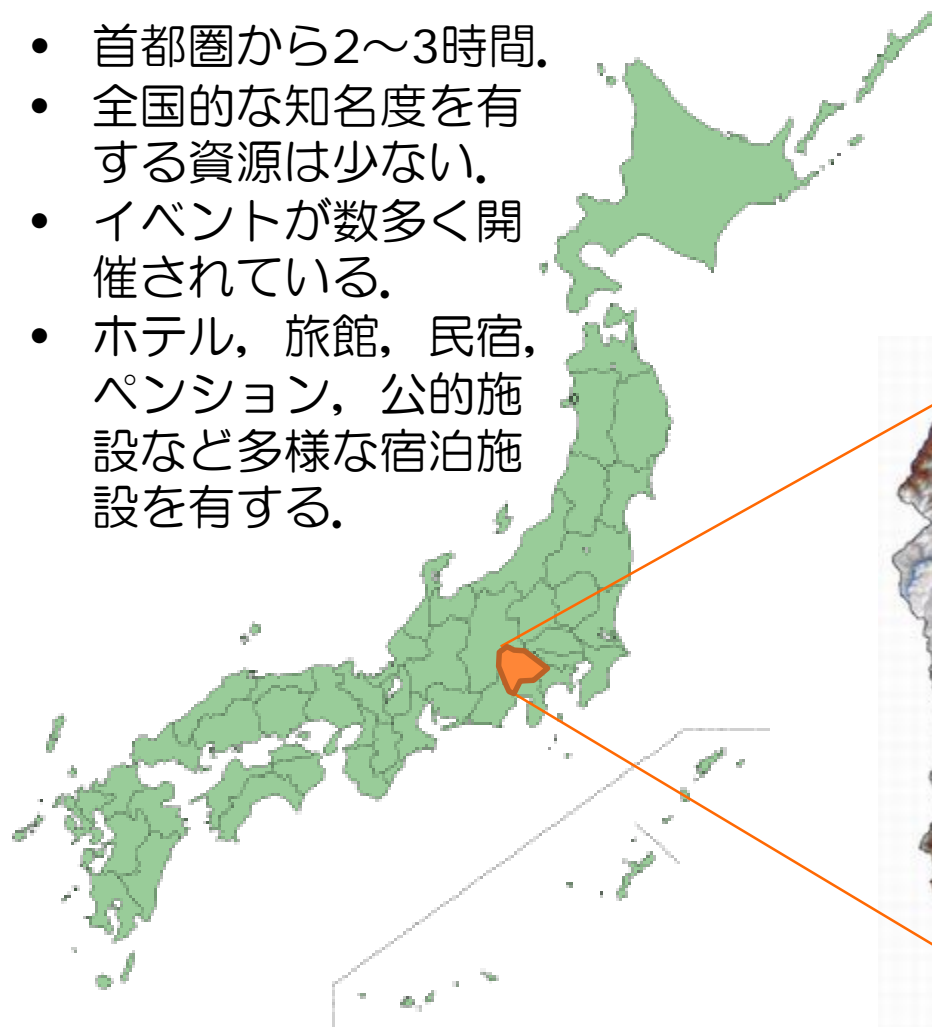 • 首都圏から2～3時間．
• 全国的な知名度を有
する資源は少ない．
• イベントが数多く開
催されている．
• ホテル，旅館，民宿，
ペンション，公的施
設など多様な宿泊施
設を有する．